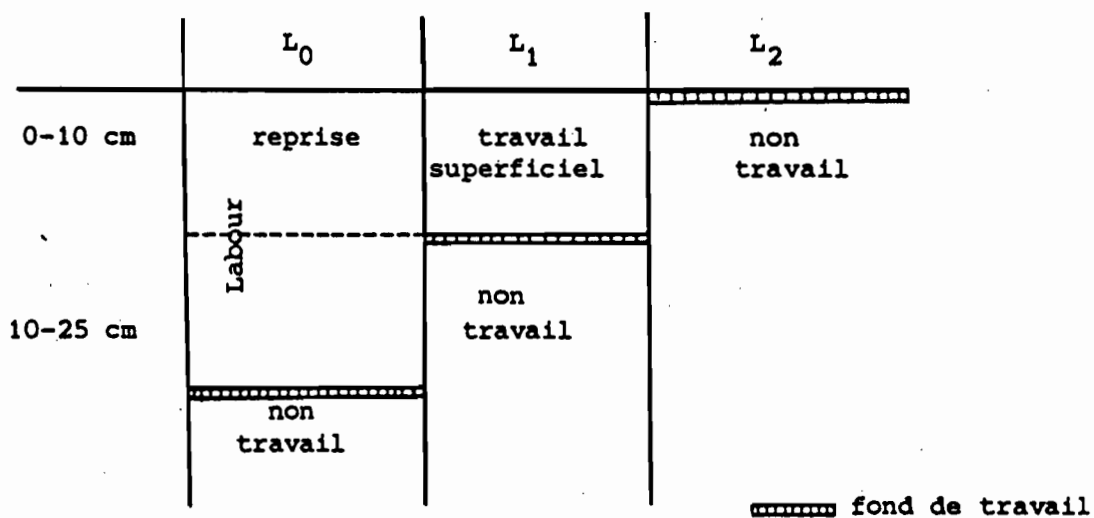 L0 L1 L2
0-10 cm reprise travail non
superficiel travail
Labour
non
10-25 cm travail
non
travail
fond de travail